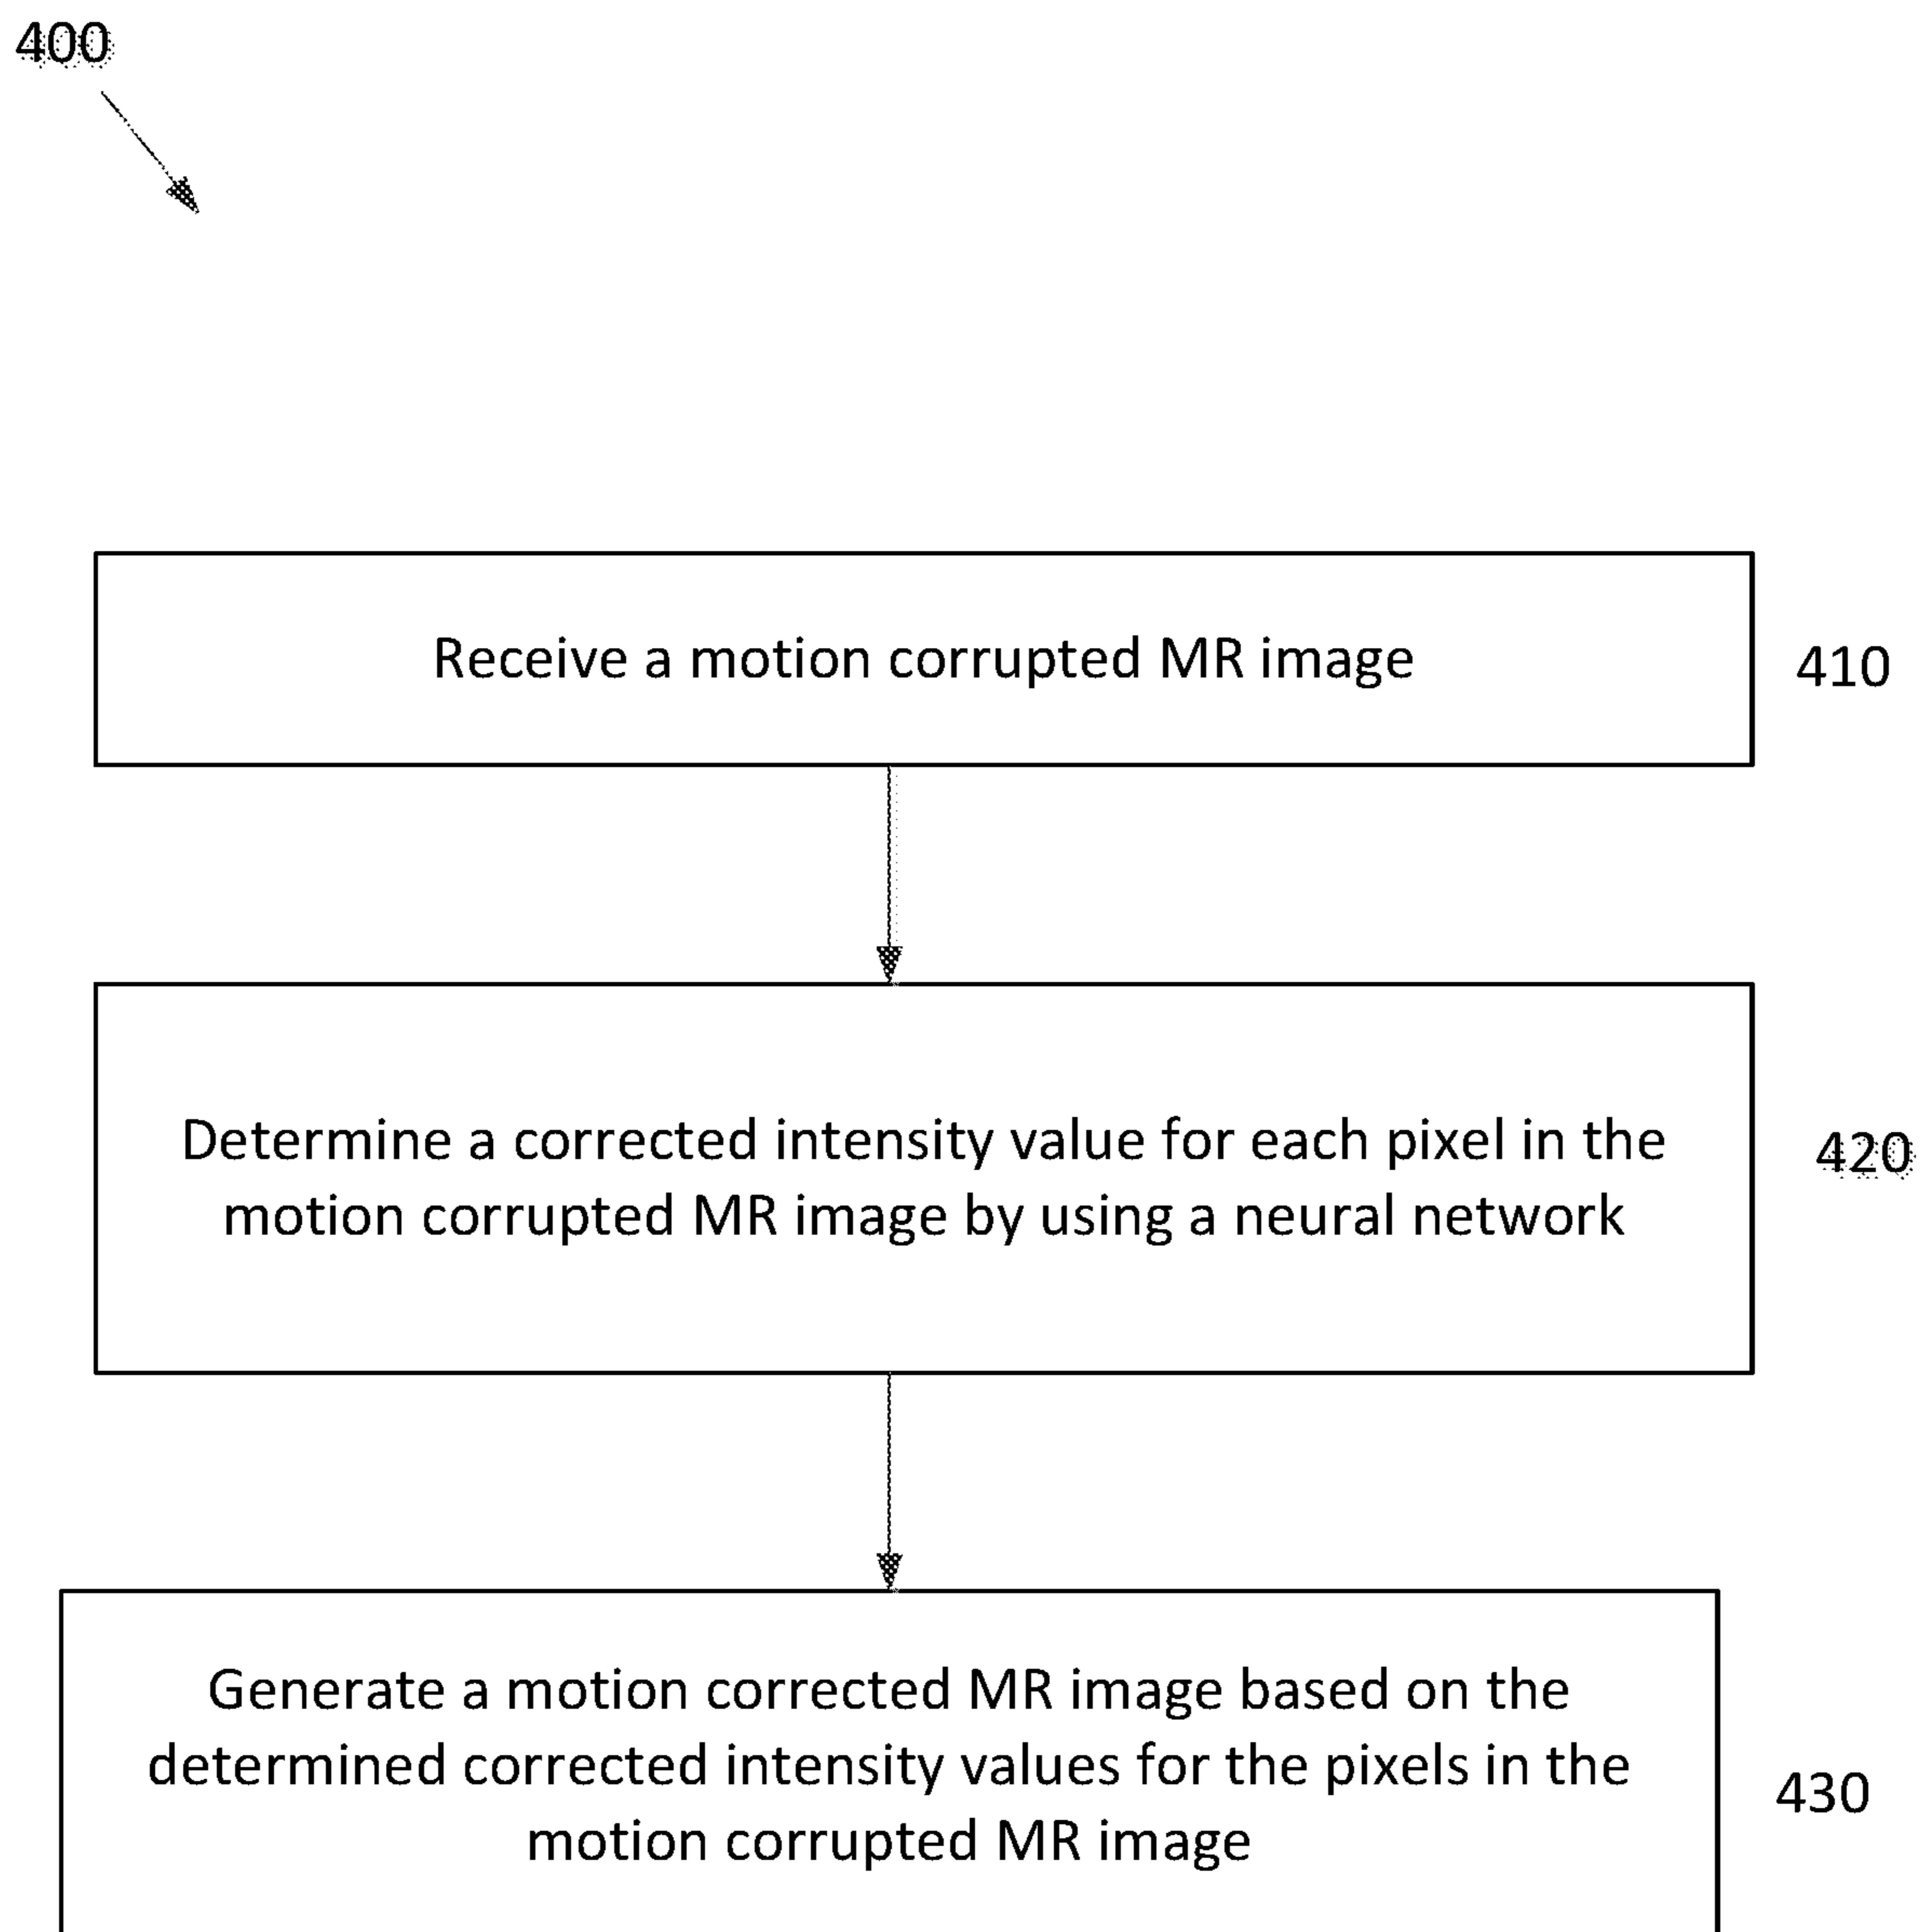 400
Receive a motion corrupted MR image
410
Determine a corrected intensity value for each pixel in the
motion corrupted MR image by using a neural network
420
Generate a motion corrected MR image based on the
determined corrected intensity values for the pixels in the
motion corrupted MR image
430